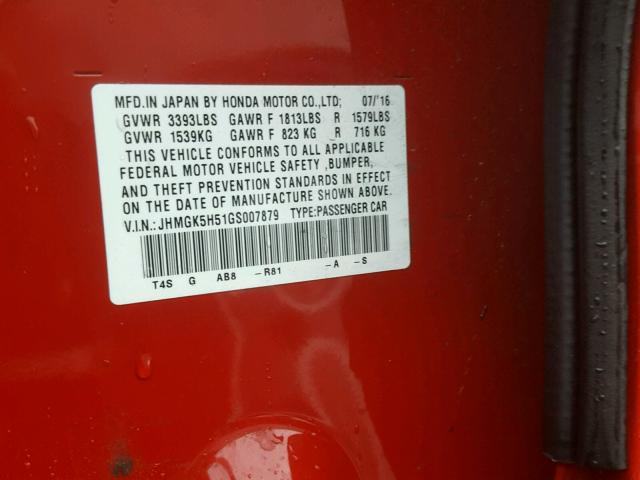 MFD.IN JAPAN BY HONDA MOTOR CO.,LTD; 07/'16
GVWR 3393LBS GAWR F 1813LBS R 1579LBS
GVWR 1539KG GAWR F 823 KG R 716 KG
THIS VEHICLE CONFORMS TO ALL APPLICABLE
FEDERAL MOTOR VEHICLE SAFETY ,BUMPER,
AND THEFT PREVENTION STANDARDS IN EFFECT
ON THE DATE OF MANUFACTURE SHOWN ABOVE.
V.I.N.: JHMGK5H51GS007879 TYPE:PASSENGER CAR
T4S G AB8 -R81 -A -S